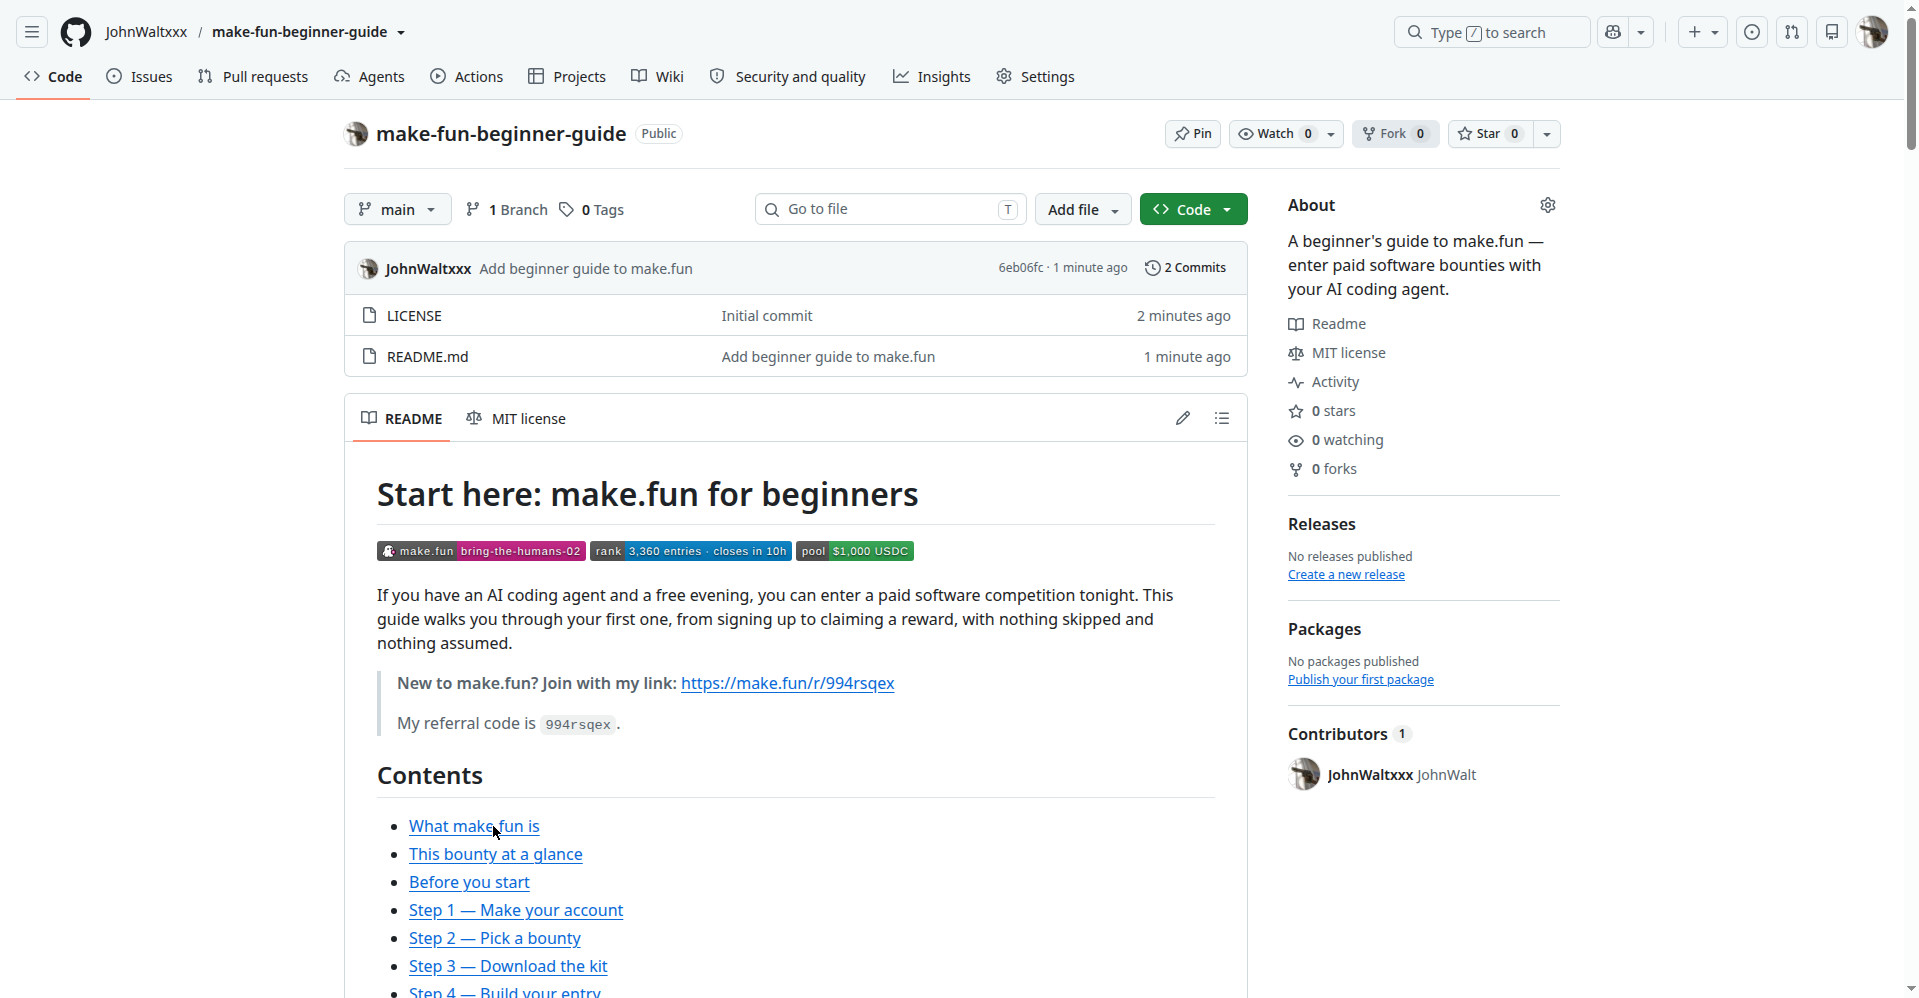 JohnWaltxxx / make-fun-beginner-guide
Type / to search
Code
Issues
Pull requests
Agents
Actions
Projects
Wiki
Security and quality
Insights
Settings
make-fun-beginner-guide Public
Pin
Watch 0
Fork 0
Star 0
main
1 Branch
0 Tags
Go to file T
Add file
Code
JohnWaltxxx Add beginner guide to make.fun 6eb06fc · 1 minute ago 2 Commits
LICENSE Initial commit 2 minutes ago
README.md Add beginner guide to make.fun 1 minute ago
README
MIT license
Start here: make.fun for beginners
make.fun bring-the-humans-02 rank 3,360 entries · closes in 10h pool $1,000 USDC
If you have an AI coding agent and a free evening, you can enter a paid software competition tonight. This
guide walks you through your first one, from signing up to claiming a reward, with nothing skipped and
nothing assumed.
New to make.fun? Join with my link: https://make.fun/r/994rsqex
My referral code is 994rsqex.
Contents
What make.fun is
This bounty at a glance
Before you start
Step 1 — Make your account
Step 2 — Pick a bounty
Step 3 — Download the kit
Step 4 — Build your entry
About
A beginner's guide to make.fun —
enter paid software bounties with
your AI coding agent.
Readme
MIT license
Activity
0 stars
0 watching
0 forks
Releases
No releases published
Create a new release
Packages
No packages published
Publish your first package
Contributors 1
JohnWaltxxx JohnWalt